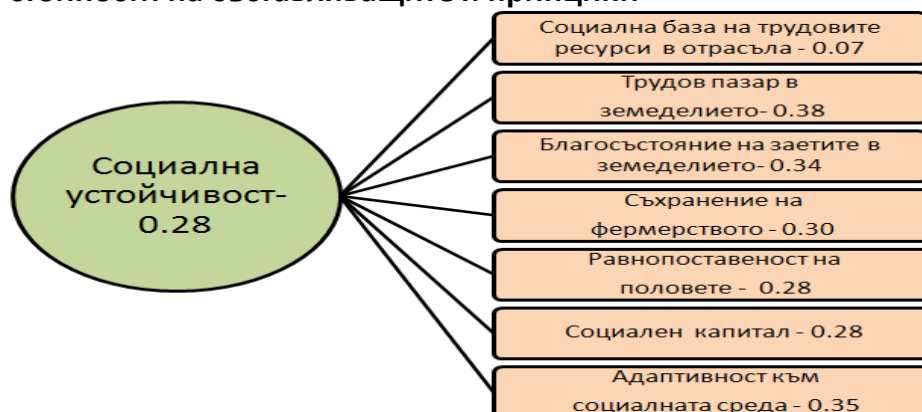 Социална
устойчивост-
0.28
Социална база на трудовите
ресурси в отрасъла - 0.07
Трудов пазар в
земеделието- 0.38
Благосъстояние на заетите в
земеделието- 0.34
Съхранение на
фермерството - 0.30
Равнопоставеност на
половете - 0.28
Социален капитал - 0.28
Адаптивност към
социалната среда - 0.35